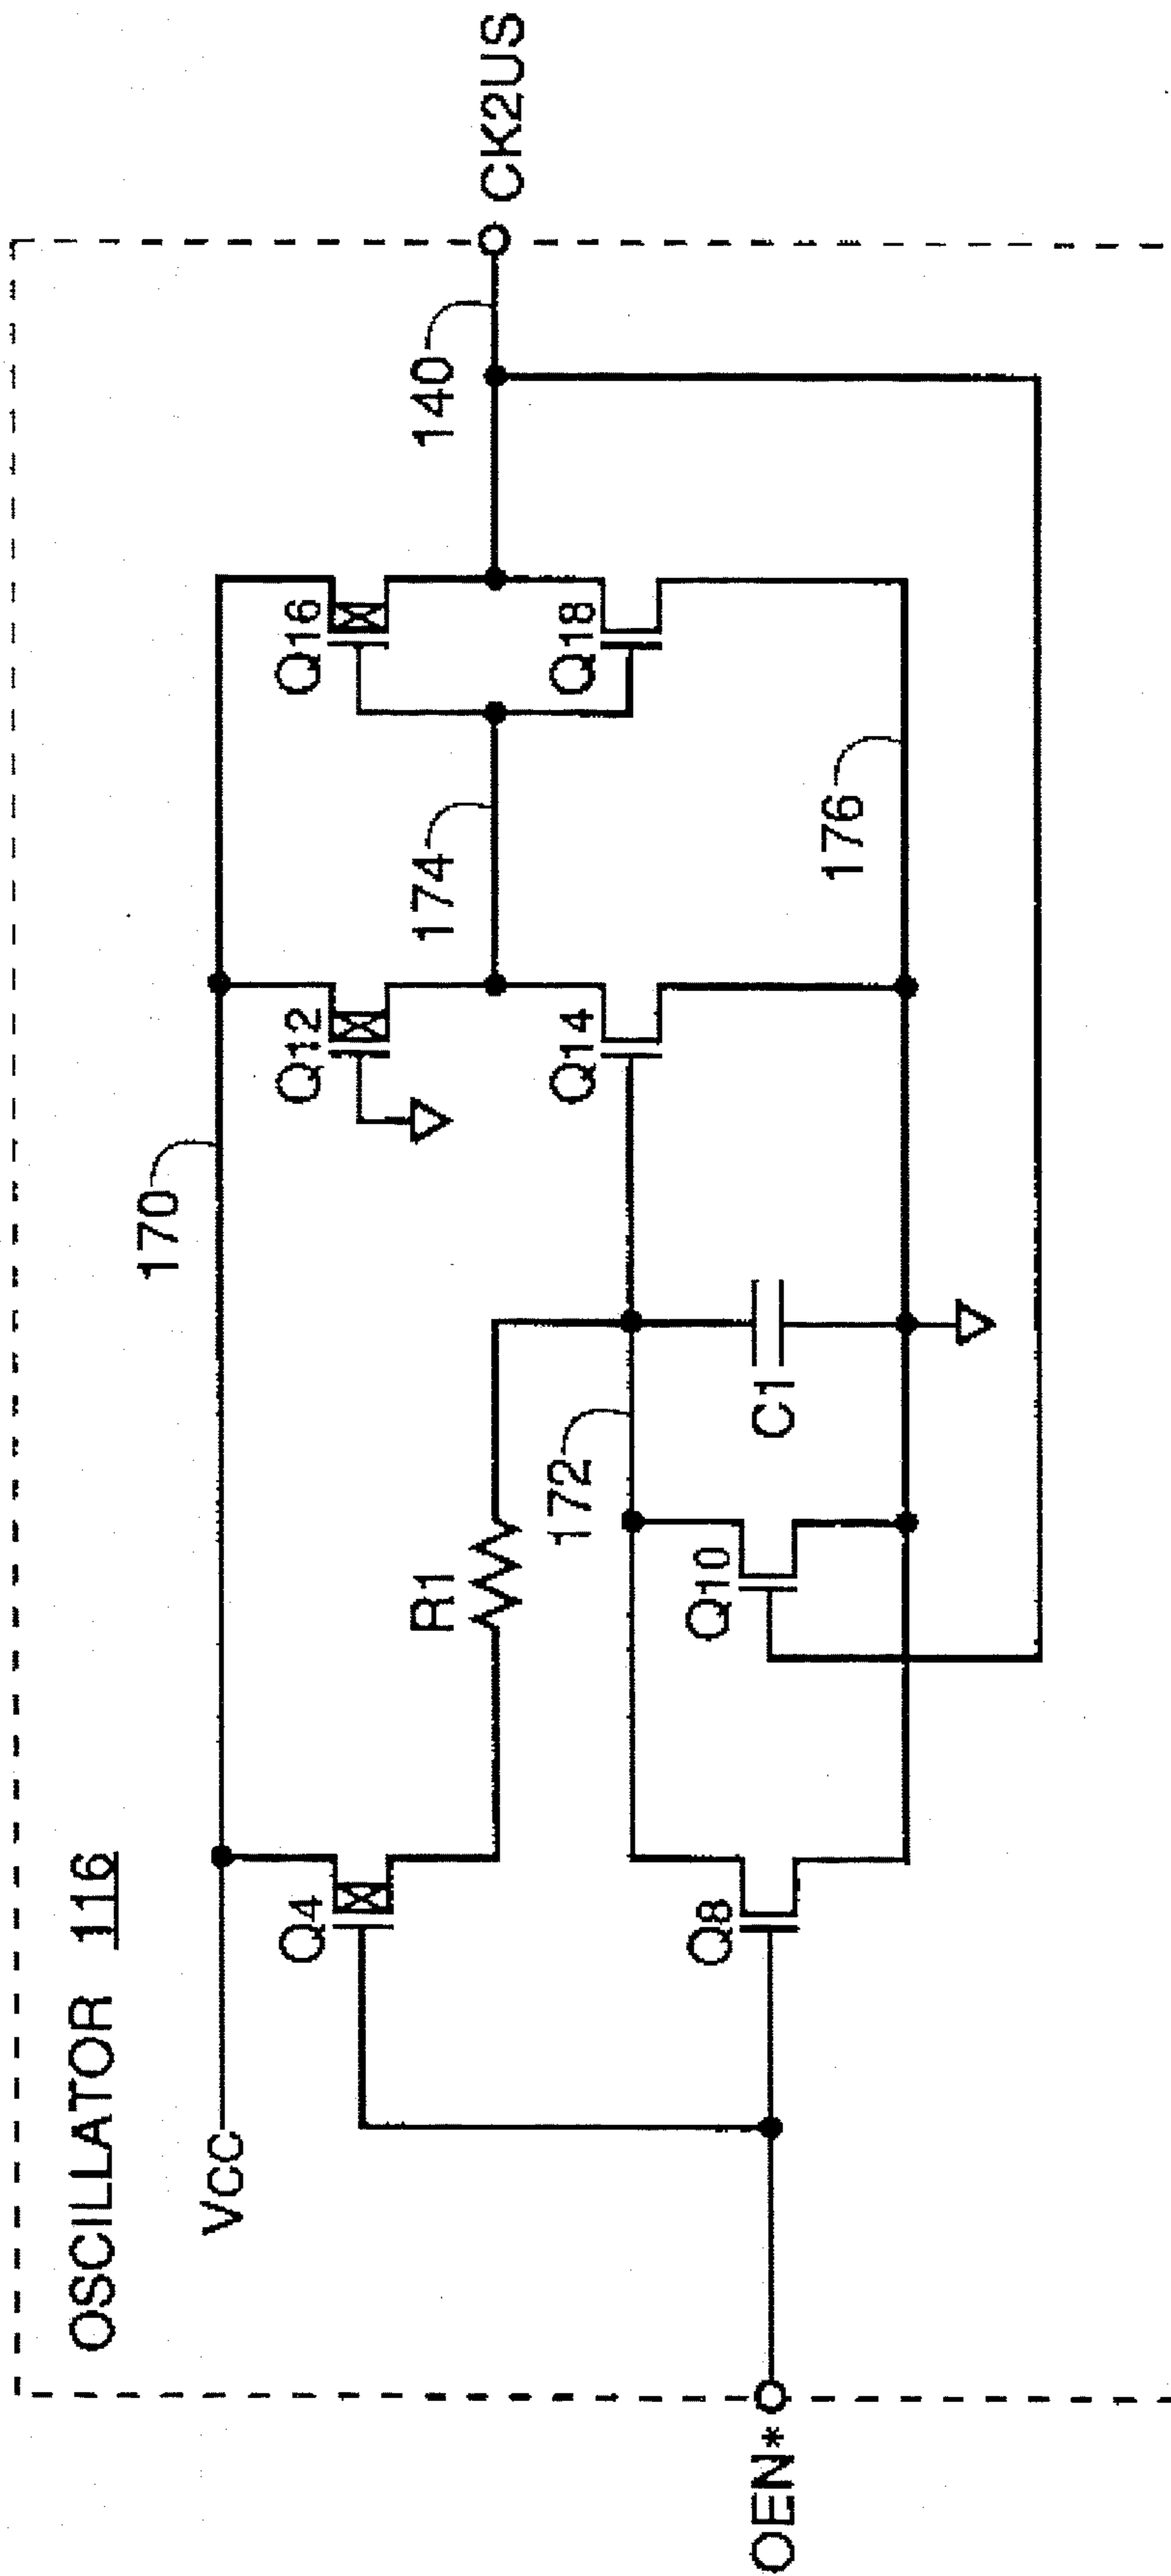 OSCILLATOR 116
VCC
170
Q4
Q12
Q16
R1
174
140
CK2US
172
Q14
Q18
OEN*
Q8
Q10
C1
176